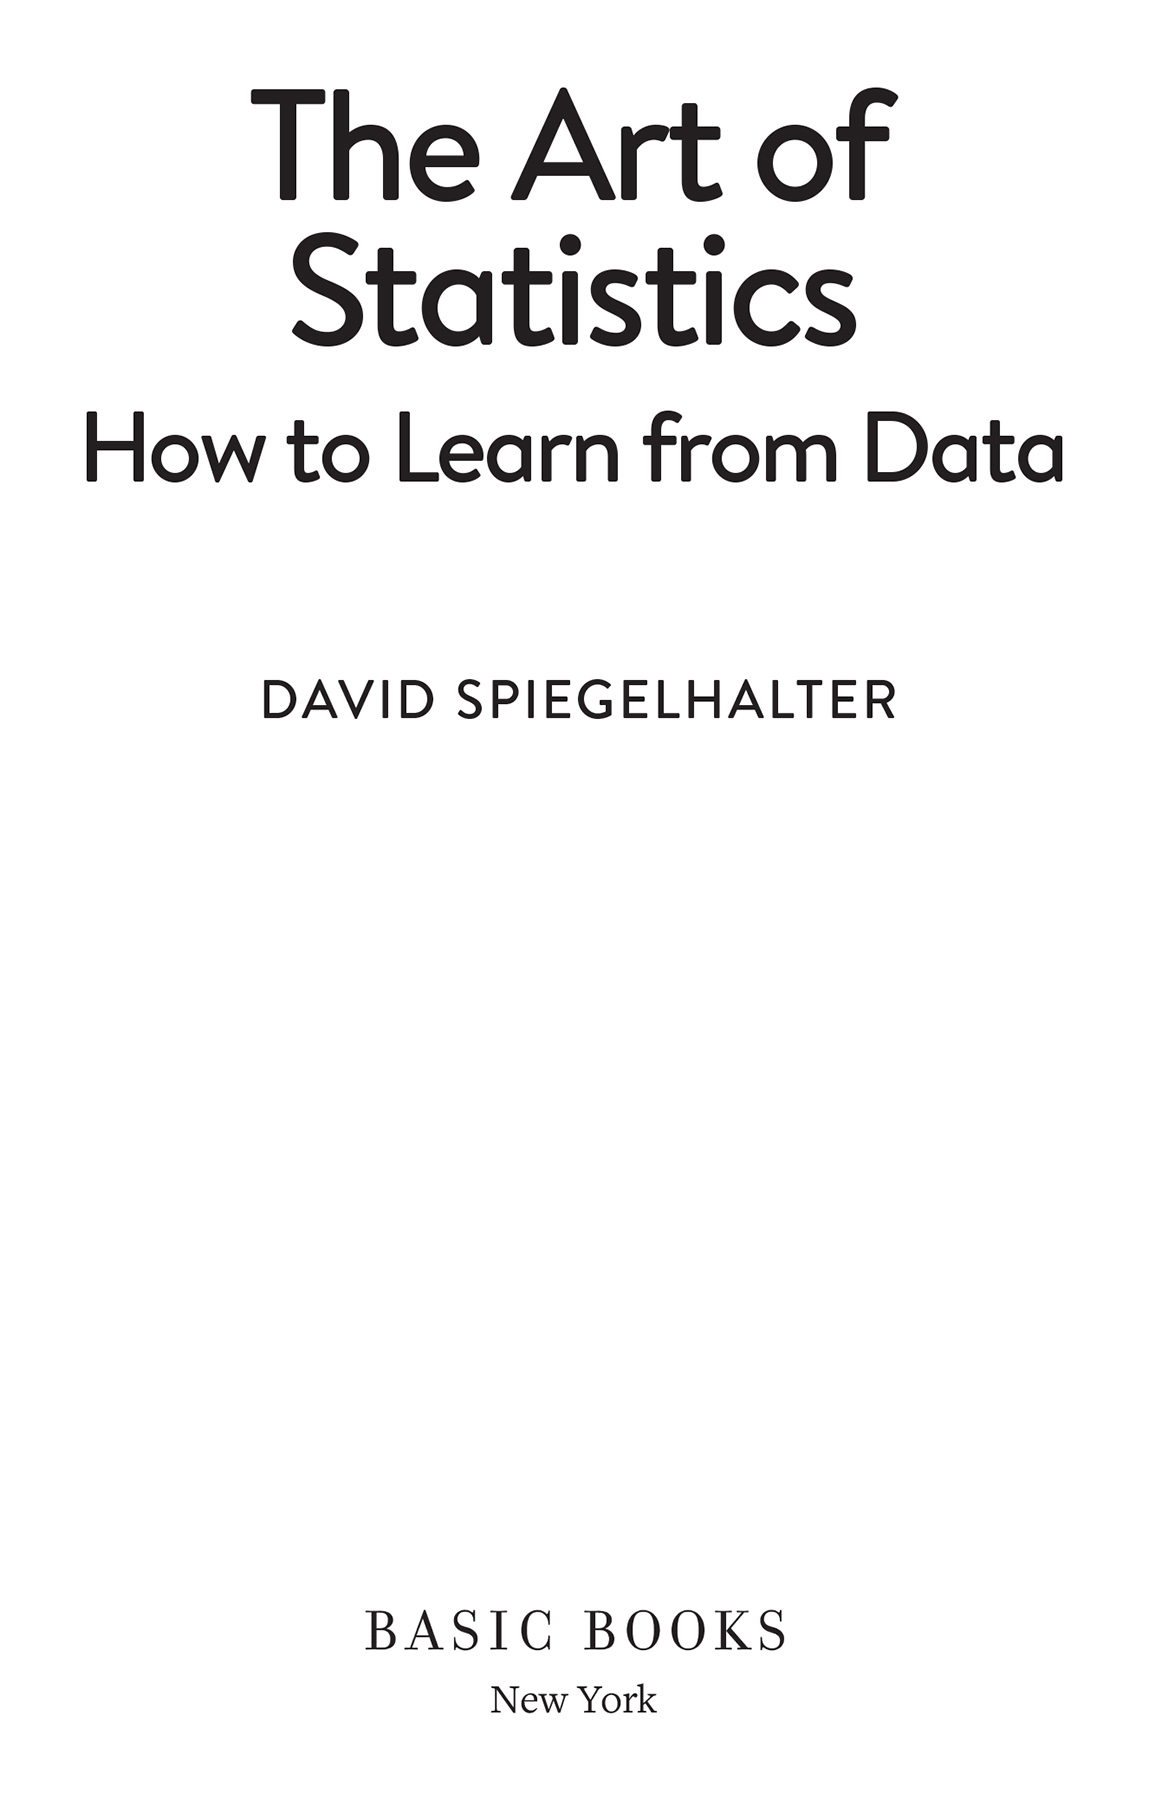 The Art of
Statistics
How to Learn from Data
DAVID SPIEGELHALTER
BASIC BOOKS
New York